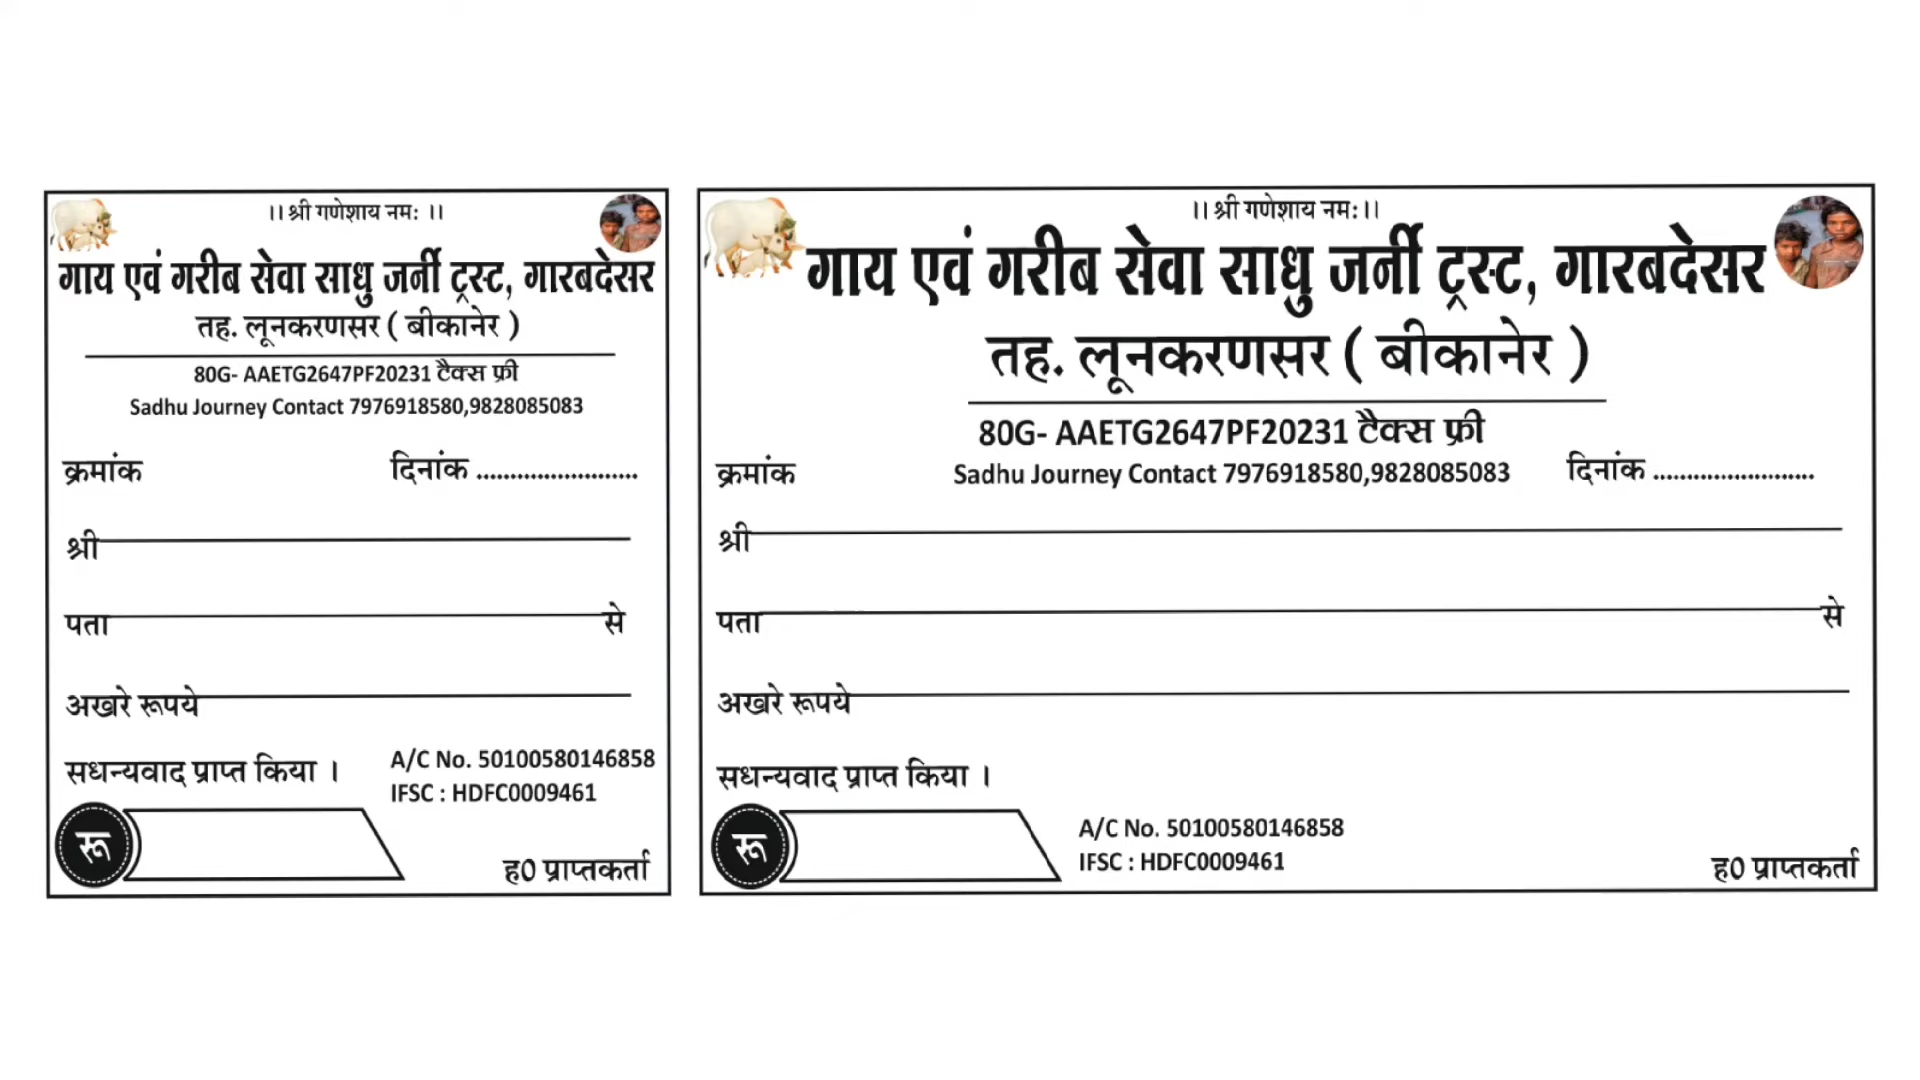 ।। श्री गणेशाय नमः ।।
गाय एवं गरीब सेवा साधु जर्नी ट्रस्ट, गारबदेसर
तह. लूनकरणसर ( बीकानेर )
80G- AAETG2647PF20231 टैक्स फ्री
Sadhu Journey Contact 7976918580,9828085083
क्रमांक दिनांक ........................
श्री
पता से
अखरे रूपये
सधन्यवाद प्राप्त किया ।
A/C No. 50100580146858
IFSC : HDFC0009461
रू
ह0 प्राप्तकर्ता
।। श्री गणेशाय नमः।।
गाय एवं गरीब सेवा साधु जर्नी ट्रस्ट, गारबदेसर
तह. लूनकरणसर ( बीकानेर )
80G- AAETG2647PF20231 टैक्स फ्री
क्रमांक Sadhu Journey Contact 7976918580,9828085083 दिनांक ........................
श्री
पता से
अखरे रूपये
सधन्यवाद प्राप्त किया ।
रू
A/C No. 50100580146858
IFSC : HDFC0009461
ह0 प्राप्तकर्ता